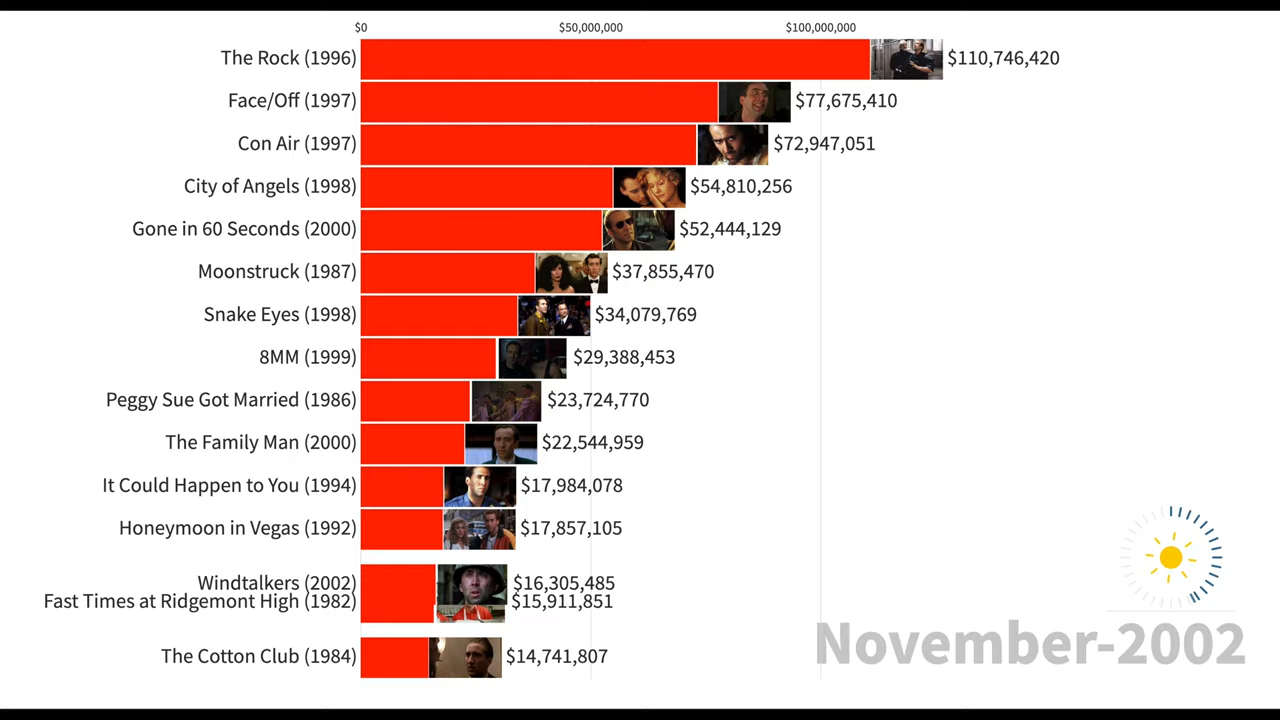 $0 $50,000,000 $100,000,000
The Rock (1996) $110,746,420
Face/Off (1997) $77,675,410
Con Air (1997) $72,947,051
City of Angels (1998) $54,810,256
Gone in 60 Seconds (2000) $52,444,129
Moonstruck (1987) $37,855,470
Snake Eyes (1998) $34,079,769
8MM (1999) $29,388,453
Peggy Sue Got Married (1986) $23,724,770
The Family Man (2000) $22,544,959
It Could Happen to You (1994) $17,984,078
Honeymoon in Vegas (1992) $17,857,105
Windtalkers (2002) $16,305,485
Fast Times at Ridgemont High (1982) $15,911,851
The Cotton Club (1984) $14,741,807
November-2002